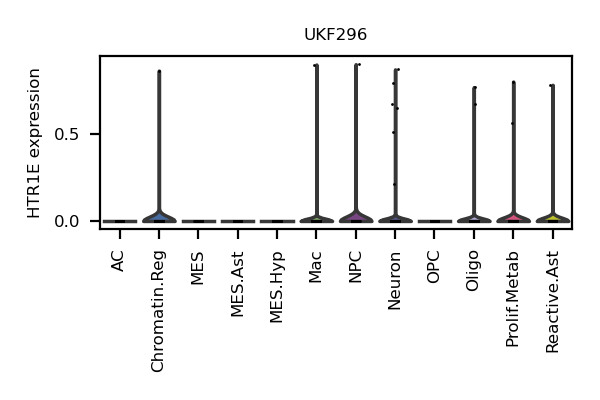 UKF296
HTR1E expression
0.5
0.0
AC
Chromatin.Reg
MES
MES.Ast
MES.Hyp
Mac
NPC
Neuron
OPC
Oligo
Prolif.Metab
Reactive.Ast